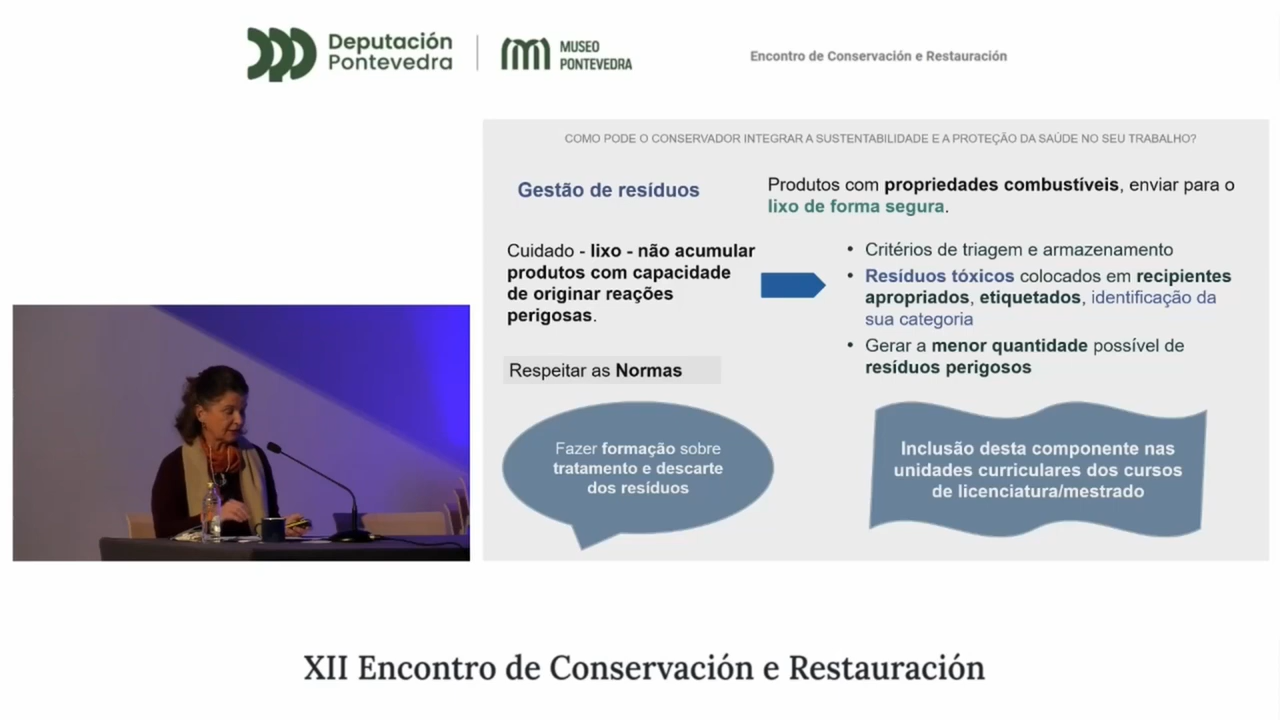 Deputación
Pontevedra
MUSEO
PONTEVEDRA
Encontro de Conservación e Restauración
COMO PODE O CONSERVADOR INTEGRAR A SUSTENTABILIDADE E A PROTEÇÃO DA SAÚDE NO SEU TRABALHO?
Gestão de resíduos
Cuidado - lixo - não acumular
produtos com capacidade
de originar reações
perigosas.
Respeitar as Normas
Fazer formação sobre
tratamento e descarte
dos resíduos
Produtos com propriedades combustíveis, enviar para o
lixo de forma segura.
• Critérios de triagem e armazenamento
• Resíduos tóxicos colocados em recipientes
apropriados, etiquetados, identificação da
sua categoria
• Gerar a menor quantidade possível de
resíduos perigosos
Inclusão desta componente nas
unidades curriculares dos cursos
de licenciatura/mestrado
XII Encontro de Conservación e Restauración